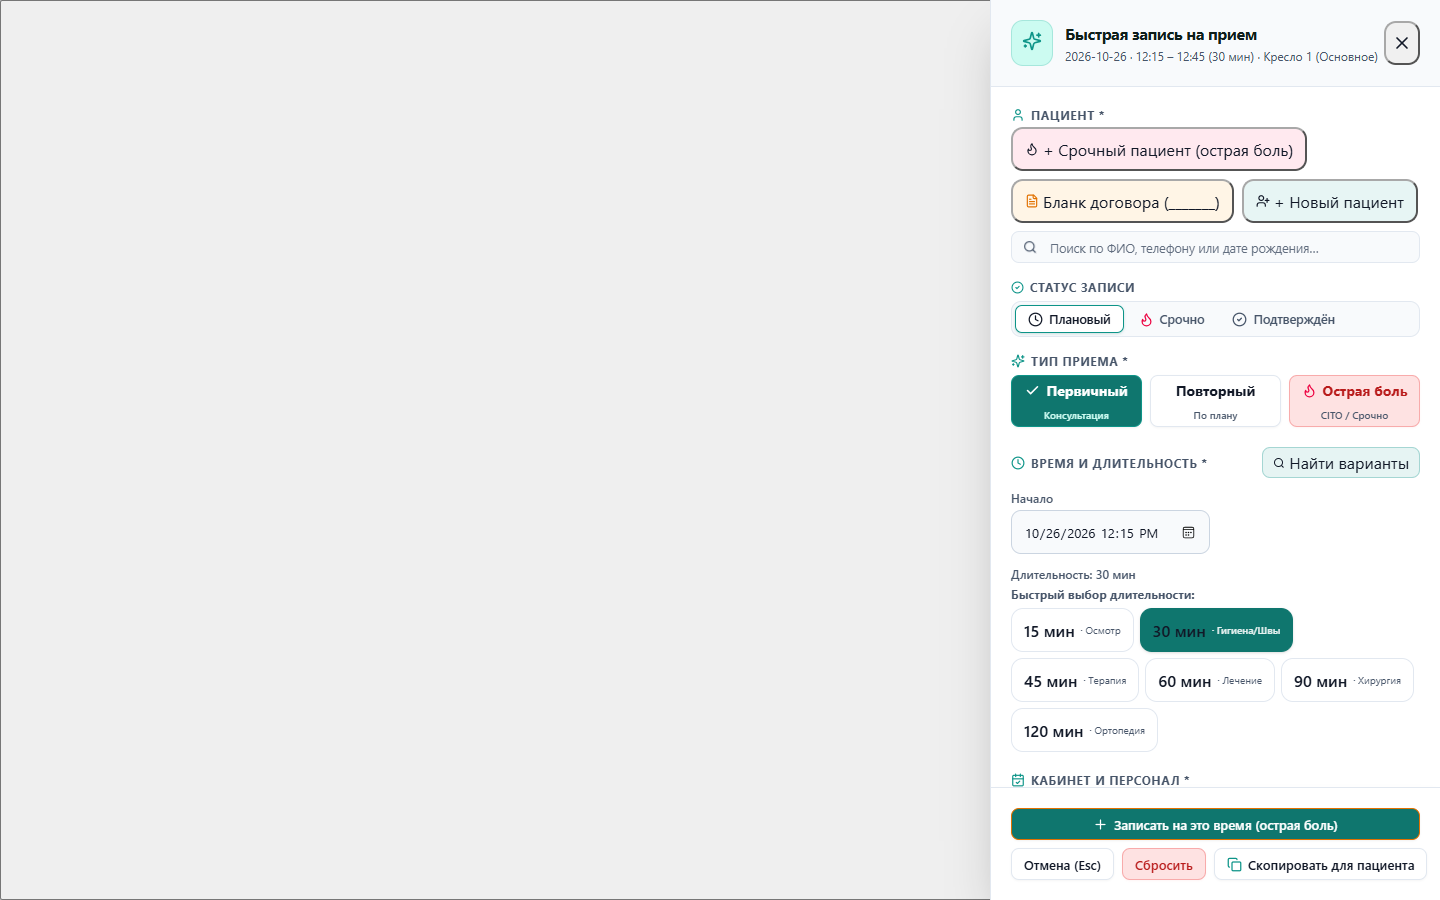 Быстрая запись на прием
2026-10-26 · 12:15 – 12:45 (30 мин) · Кресло 1 (Основное)
ПАЦИЕНТ *
+ Срочный пациент (острая боль)
Бланк договора (______)
+ Новый пациент
Поиск по ФИО, телефону или дате рождения...
СТАТУС ЗАПИСИ
Плановый
Срочно
Подтверждён
ТИП ПРИЕМА *
Первичный
Консультация
Повторный
По плану
Острая боль
CITO / Срочно
ВРЕМЯ И ДЛИТЕЛЬНОСТЬ *
Найти варианты
Начало
10/26/2026 12:15 PM
Длительность: 30 мин
Быстрый выбор длительности:
15 мин · Осмотр
30 мин · Гигиена/Швы
45 мин · Терапия
60 мин · Лечение
90 мин · Хирургия
120 мин · Ортопедия
КАБИНЕТ И ПЕРСОНАЛ *
Записать на это время (острая боль)
Отмена (Esc)
Сбросить
Скопировать для пациента